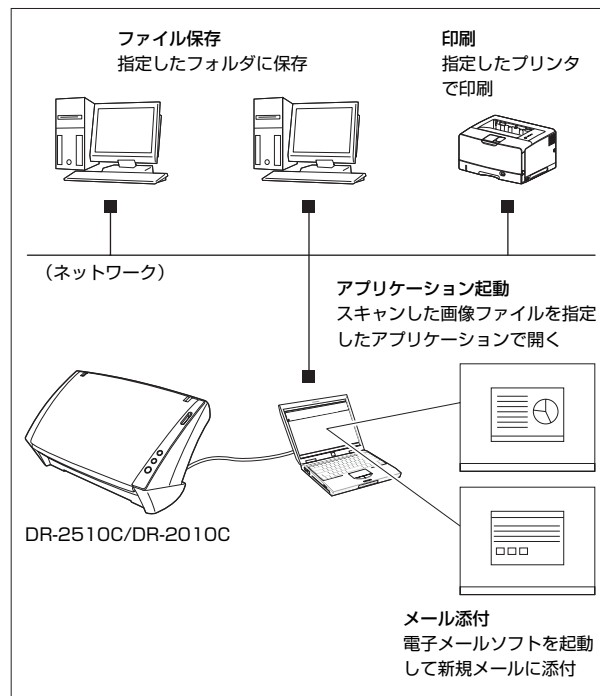 ファイル保存
指定したフォルダに保存
印刷
指定したプリンタ
で印刷
（ネットワーク）
アプリケーション起動
スキャンした画像ファイルを指定
したアプリケーションで開く
DR-2510C/DR-2010C
メール添付
電子メールソフトを起動
して新規メールに添付